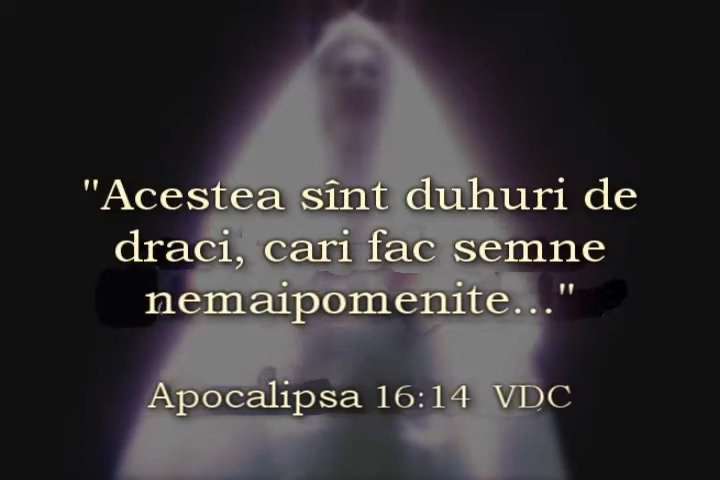 "Acestea sînt duhuri de
draci, cari fac semne
nemaipomenite..."
Apocalipsa 16:14 VDC